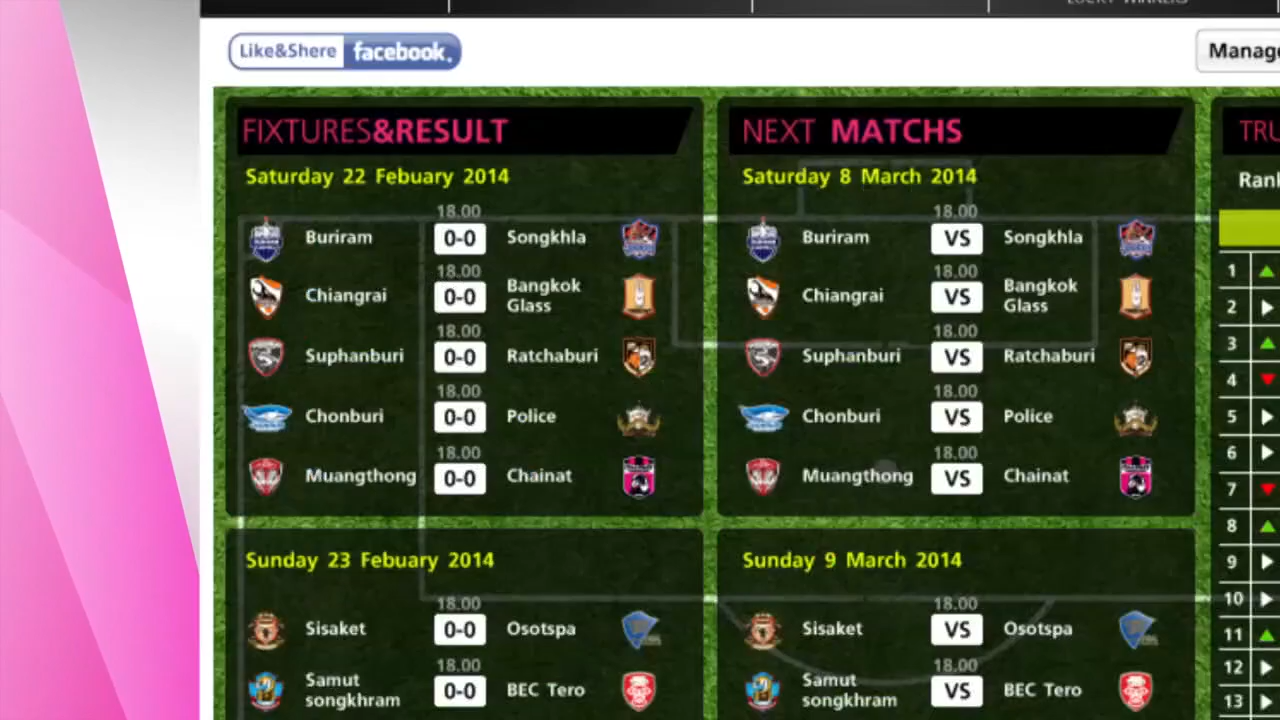 Like&Shere facebook.
Manage
FIXTURES&RESULT
Saturday 22 Febuary 2014
18.00
Buriram 0-0 Songkhla
18.00
Chiangrai 0-0 Bangkok Glass
18.00
Suphanburi 0-0 Ratchaburi
18.00
Chonburi 0-0 Police
18.00
Muangthong 0-0 Chainat
Sunday 23 Febuary 2014
18.00
Sisaket 0-0 Osotspa
18.00
Samut songkhram 0-0 BEC Tero
NEXT MATCHS
Saturday 8 March 2014
18.00
Buriram VS Songkhla
18.00
Chiangrai VS Bangkok Glass
18.00
Suphanburi VS Ratchaburi
18.00
Chonburi VS Police
18.00
Muangthong VS Chainat
Sunday 9 March 2014
18.00
Sisaket VS Osotspa
18.00
Samut songkhram VS BEC Tero
TRU
Rank
1
2
3
4
5
6
7
8
9
10
11
12
13